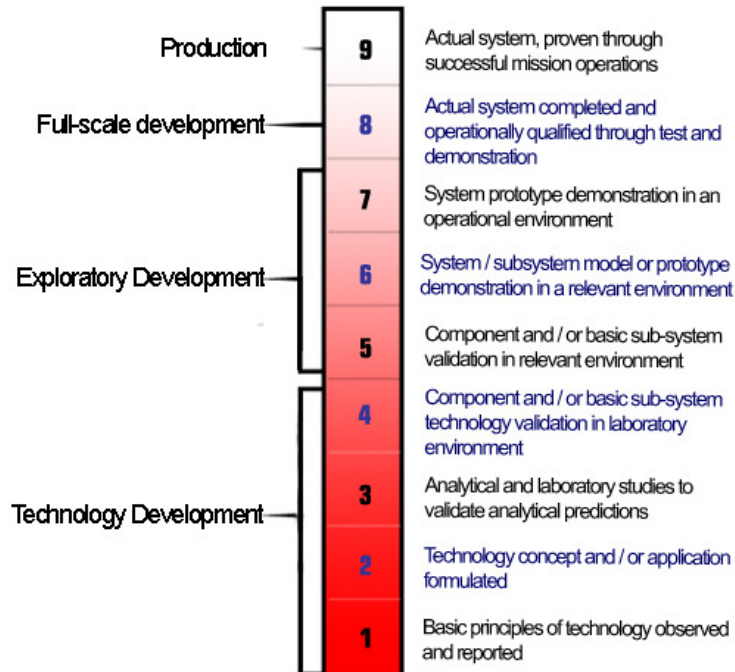 Production
9
Actual system, proven through
successful mission operations
Full-scale development
8
Actual system completed and
operationally qualified through test and
demonstration
7
System prototype demonstration in an
operational environment
Exploratory Development
6
System / subsystem model or prototype
demonstration in a relevant environment
5
Component and / or basic sub-system
validation in relevant environment
4
Component and / or basic sub-system
technology validation in laboratory
environment
Technology Development
3
Analytical and laboratory studies to
validate analytical predictions
2
Technology concept and / or application
formulated
1
Basic principles of technology observed
and reported